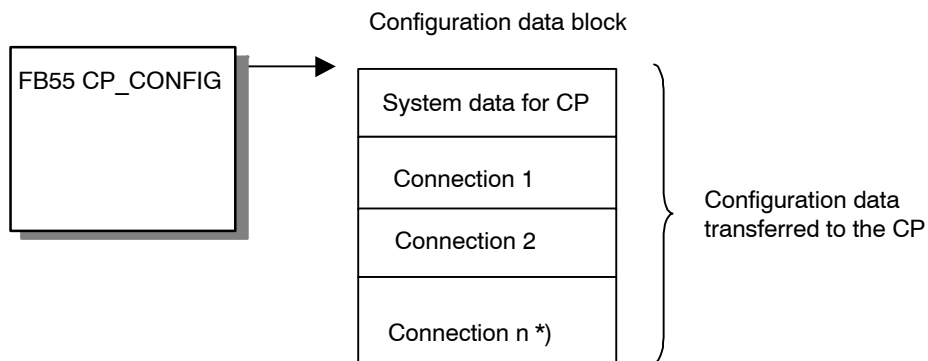 Configuration data block
FB55 CP_CONFIG
System data for CP
Connection 1
Connection 2
Connection n *)
Configuration data
transferred to the CP